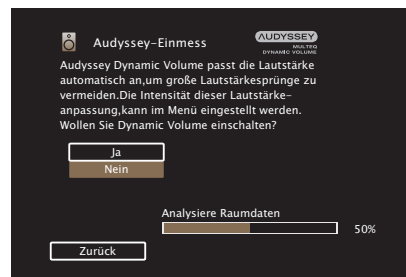 Audyssey-Einmess
AUDYSSEY
MULTEQ
DYNAMIC VOLUME
Audyssey Dynamic Volume passt die Lautstärke
automatisch an,um große Lautstärkesprünge zu
vermeiden.Die Intensität dieser Lautstärke-
anpassung,kann im Menü eingestellt werden.
Wollen Sie Dynamic Volume einschalten?
Ja
Nein
Analysiere Raumdaten
50%
Zurück